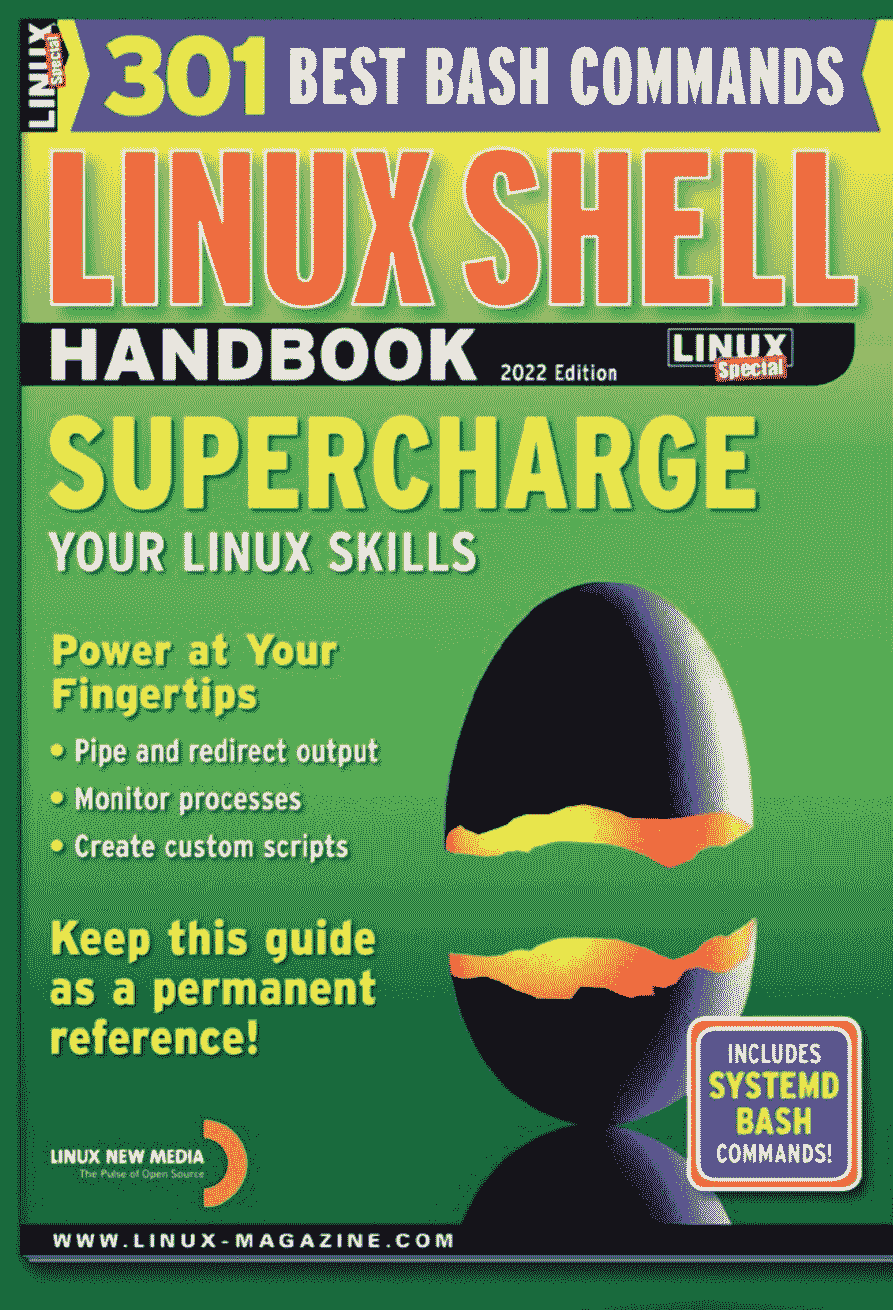 LINUX Special
301 BEST BASH COMMANDS
LINUX SHELL
HANDBOOK 2022 Edition
LINUX
Special
SUPERCHARGE
YOUR LINUX SKILLS
Power at Your
Fingertips
• Pipe and redirect output
• Monitor processes
• Create custom scripts
Keep this guide
as a permanent
reference!
INCLUDES
SYSTEMD
BASH
COMMANDS!
LINUX NEW MEDIA
The Pulse of Open Source
WWW.LINUX-MAGAZINE.COM